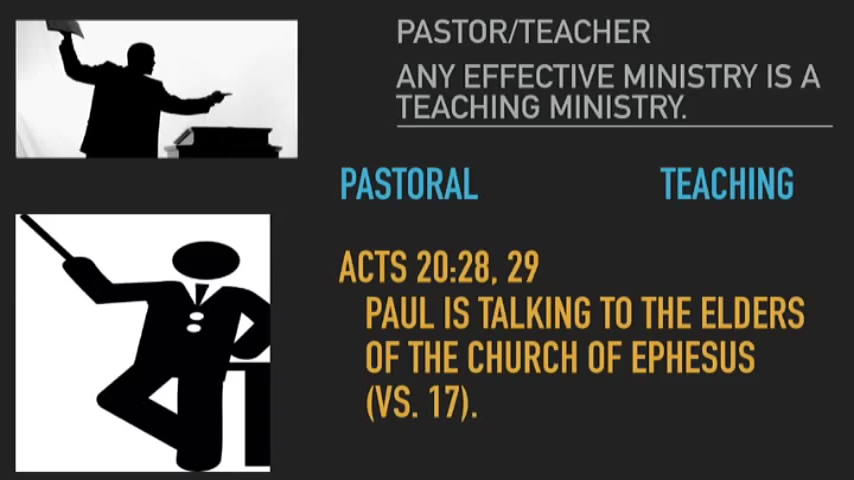 PASTOR/TEACHER
ANY EFFECTIVE MINISTRY IS A
TEACHING MINISTRY.
PASTORAL TEACHING
ACTS 20:28, 29
PAUL IS TALKING TO THE ELDERS
OF THE CHURCH OF EPHESUS
(VS. 17).